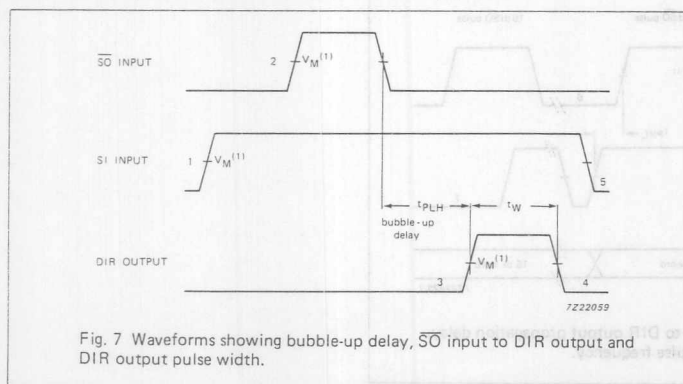 S̅O̅ INPUT
2
VM(1)
SI INPUT
1
VM(1)
5
tPLH
tW
bubble-up
delay
DIR OUTPUT
3
VM(1)
4
7Z22059
Fig. 7 Waveforms showing bubble-up delay, S̅O̅ input to DIR output and
DIR output pulse width.